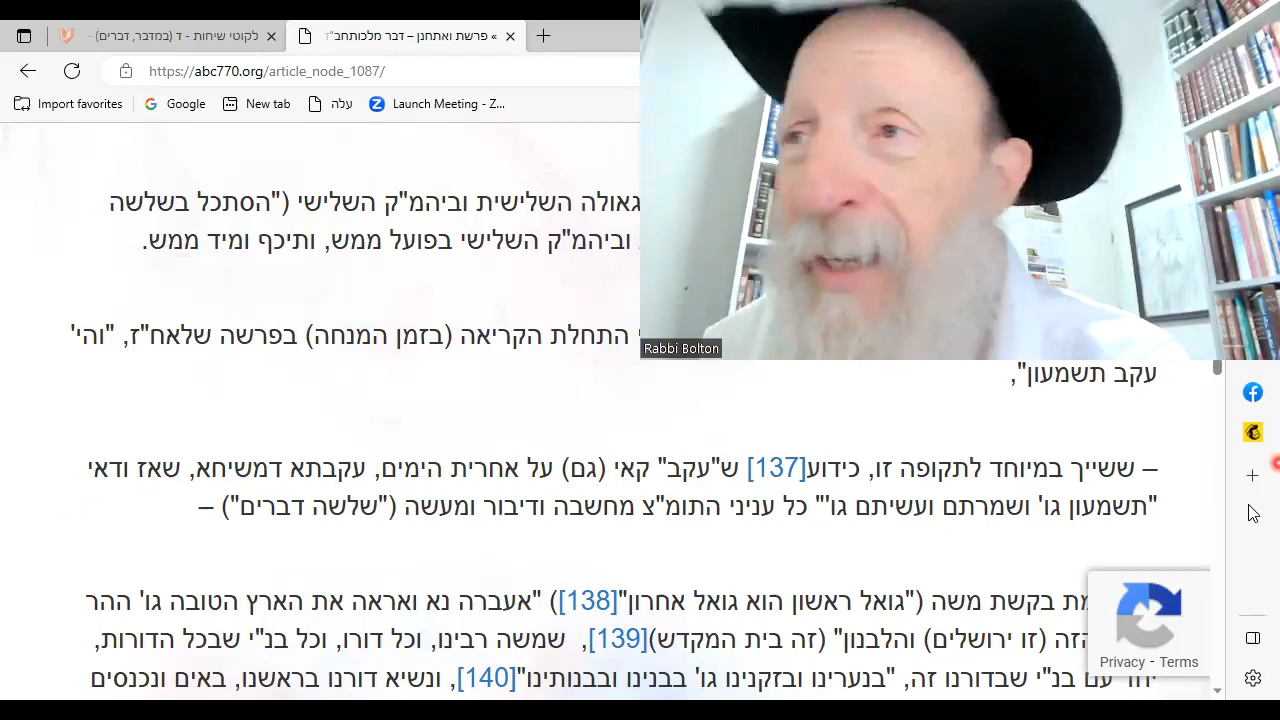 לקוטי שיחות - ד (במדבר, דברים) -
» פרשת ואתחנן – דבר מלכותחב"ד
https://abc770.org/article_node_1087/
Import favorites Google New tab עלה Launch Meeting - Z...
גאולה השלישית וביהמ"ק השלישי ("הסתכל בשלשה
וביהמ"ק השלישי בפועל ממש, ותיכף ומיד ממש.
התחלת הקריאה (בזמן המנחה) בפרשה שלאח"ז, "והי'
עקב תשמעון",
Rabbi Bolton
– ששייך במיוחד לתקופה זו, כידוע[137] ש"עקב" קאי (גם) על אחרית הימים, עקבתא דמשיחא, שאז ודאי
"תשמעון גו' ושמרתם ועשיתם גו'" כל עניני התומ"צ מחשבה ודיבור ומעשה ("שלשה דברים") –
בקשת משה ("גואל ראשון הוא גואל אחרון"[138]) "אעברה נא ואראה את הארץ הטובה גו' ההר
(זו ירושלים) והלבנון" (זה בית המקדש)[139], שמשה רבינו, וכל דורו, וכל בנ"י שבכל הדורות,
עם בנ"י שבדורנו זה, "בנערינו ובזקנינו גו' בבנינו ובבנותינו"[140], ונשיא דורנו בראשנו, באים ונכנסים
Privacy - Terms